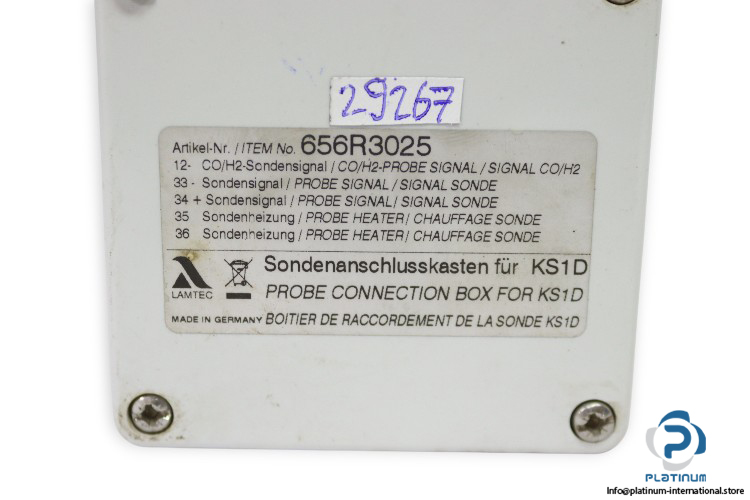 29267
Artikel-Nr. / ITEM No. 656R3025
12- CO/H2-Sondensignal / CO/H2-PROBE SIGNAL / SIGNAL CO/H2
33 - Sondensignal / PROBE SIGNAL / SIGNAL SONDE
34 + Sondensignal / PROBE SIGNAL / SIGNAL SONDE
35 Sondenheizung / PROBE HEATER / CHAUFFAGE SONDE
36 Sondenheizung / PROBE HEATER / CHAUFFAGE SONDE
Sondenanschlusskasten für KS1D
LAMTEC PROBE CONNECTION BOX FOR KS1D
MADE IN GERMANY BOITIER DE RACCORDEMENT DE LA SONDE KS1D
PLATINUM
Info@platinum-international.store